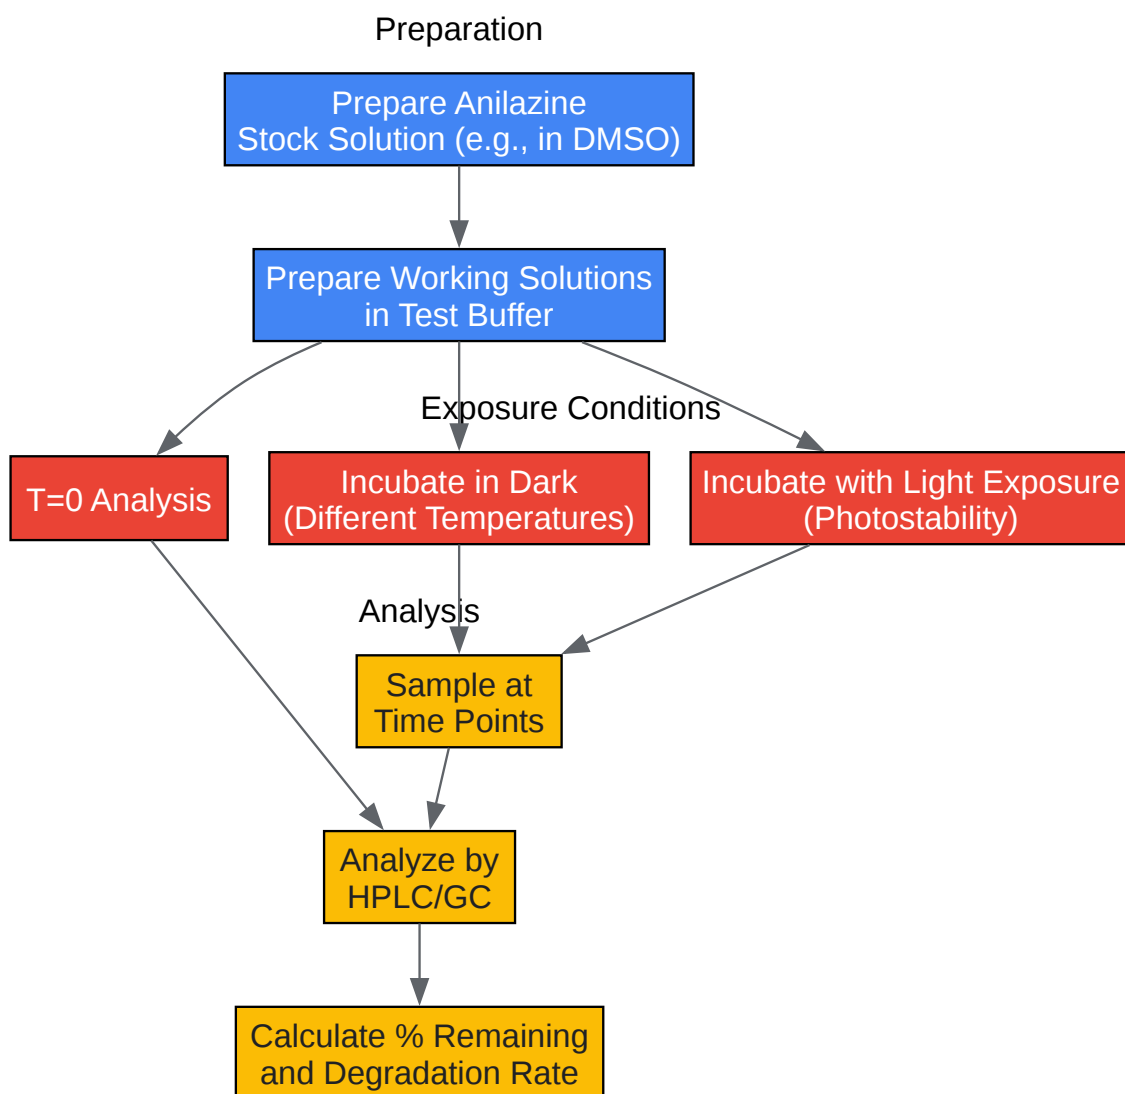 Preparation
Prepare Anilazine
Stock Solution (e.g., in DMSO)
Prepare Working Solutions
in Test Buffer
Exposure Conditions
T=0 Analysis
Incubate in Dark
(Different Temperatures)
Incubate with Light Exposure
(Photostability)
Analysis
Sample at
Time Points
Analyze by
HPLC/GC
Calculate % Remaining
and Degradation Rate